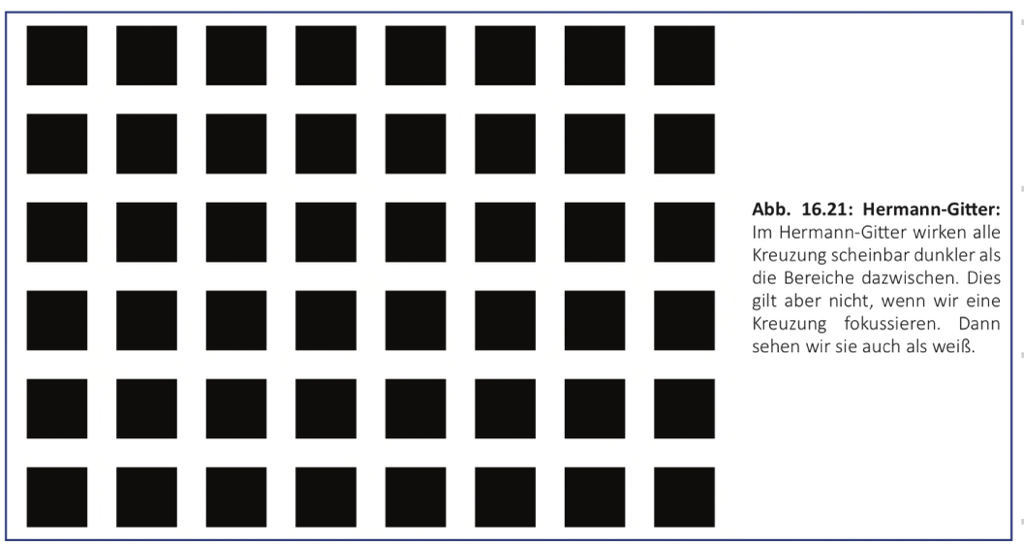 Abb. 16.21: Hermann-Gitter:
Im Hermann-Gitter wirken alle
Kreuzung scheinbar dunkler als
die Bereiche dazwischen. Dies
gilt aber nicht, wenn wir eine
Kreuzung fokussieren. Dann
sehen wir sie auch als weiß.